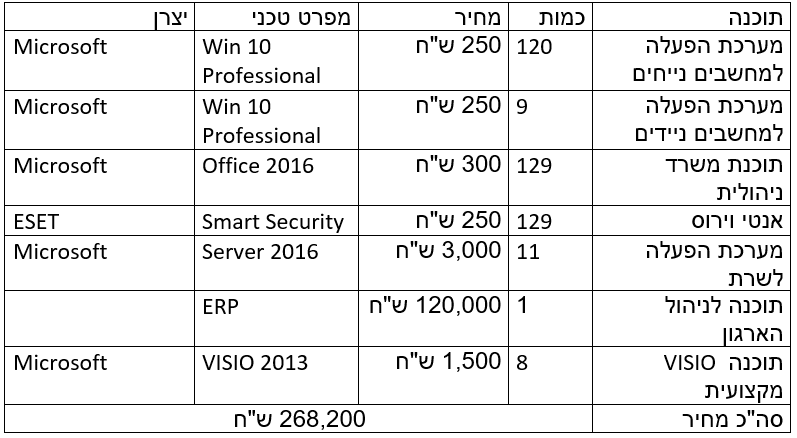 תוכנה כמות מחיר מפרט טכני יצרן
מערכת הפעלה 120 250 ש"ח Win 10 Microsoft
למחשבים נייחים Professional
מערכת הפעלה 9 250 ש"ח Win 10 Microsoft
למחשבים ניידים Professional
תוכנת משרד 129 300 ש"ח Office 2016 Microsoft
ניהולית
אנטי וירוס 129 250 ש"ח Smart Security ESET
מערכת הפעלה 11 3,000 ש"ח Server 2016 Microsoft
לשרת
תוכנה לניהול 1 120,000 ש"ח ERP
הארגון
תוכנה VISIO 8 1,500 ש"ח VISIO 2013 Microsoft
מקצועית
סה"כ מחיר 268,200 ש"ח